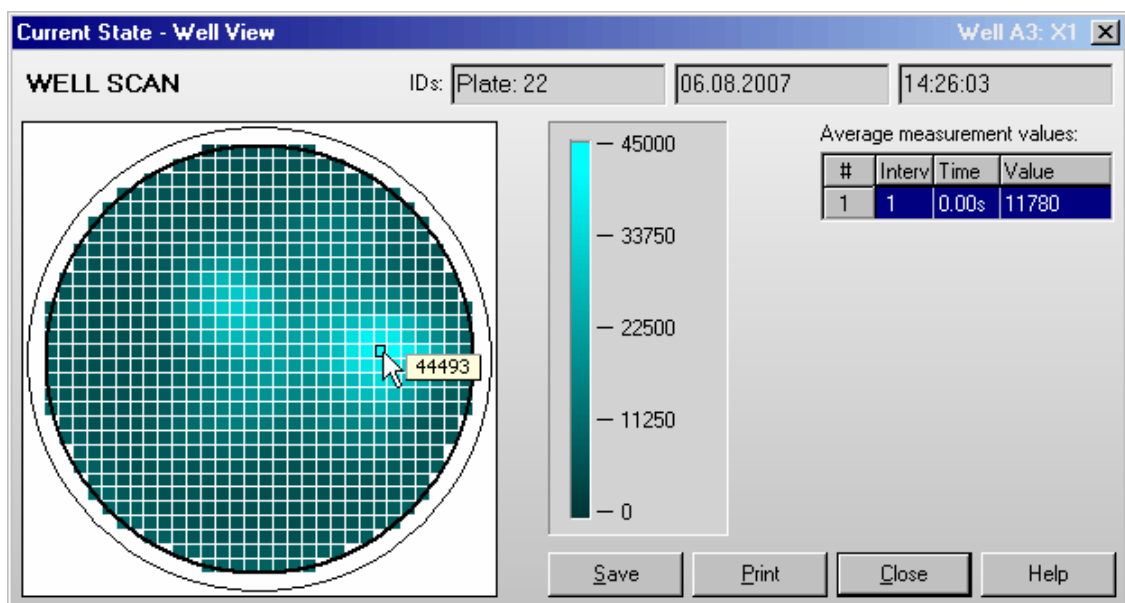 Current State - Well View Well A3: X1
WELL SCAN IDs: Plate: 22 06.08.2007 14:26:03
45000
33750
22500
11250
0
44493
Average measurement values:
# Interv Time Value
1 1 0.00s 11780
Save Print Close Help